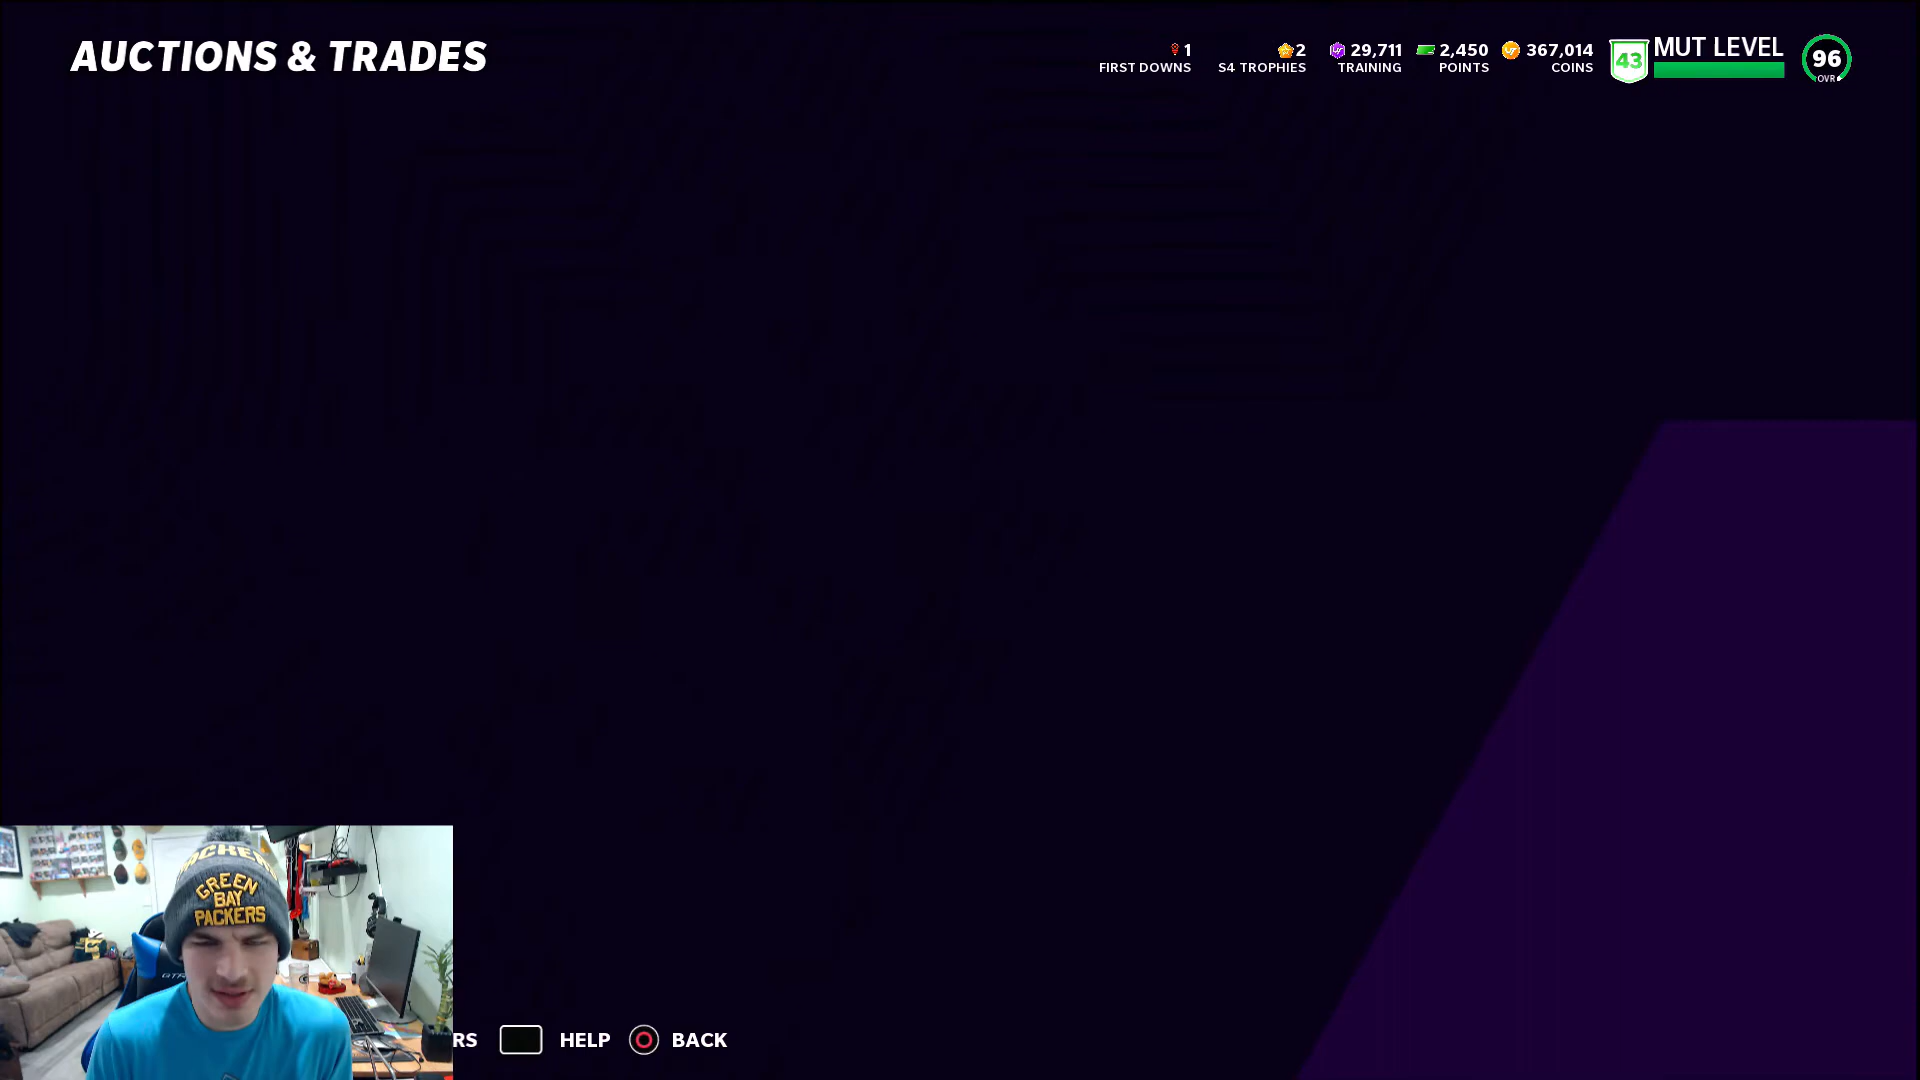 AUCTIONS & TRADES
1
FIRST DOWNS
2
S4 TROPHIES
29,711
TRAINING
2,450
POINTS
367,014
COINS
43
MUT LEVEL
96
OVR
GREEN
BAY
PACKERS
RS
HELP
BACK